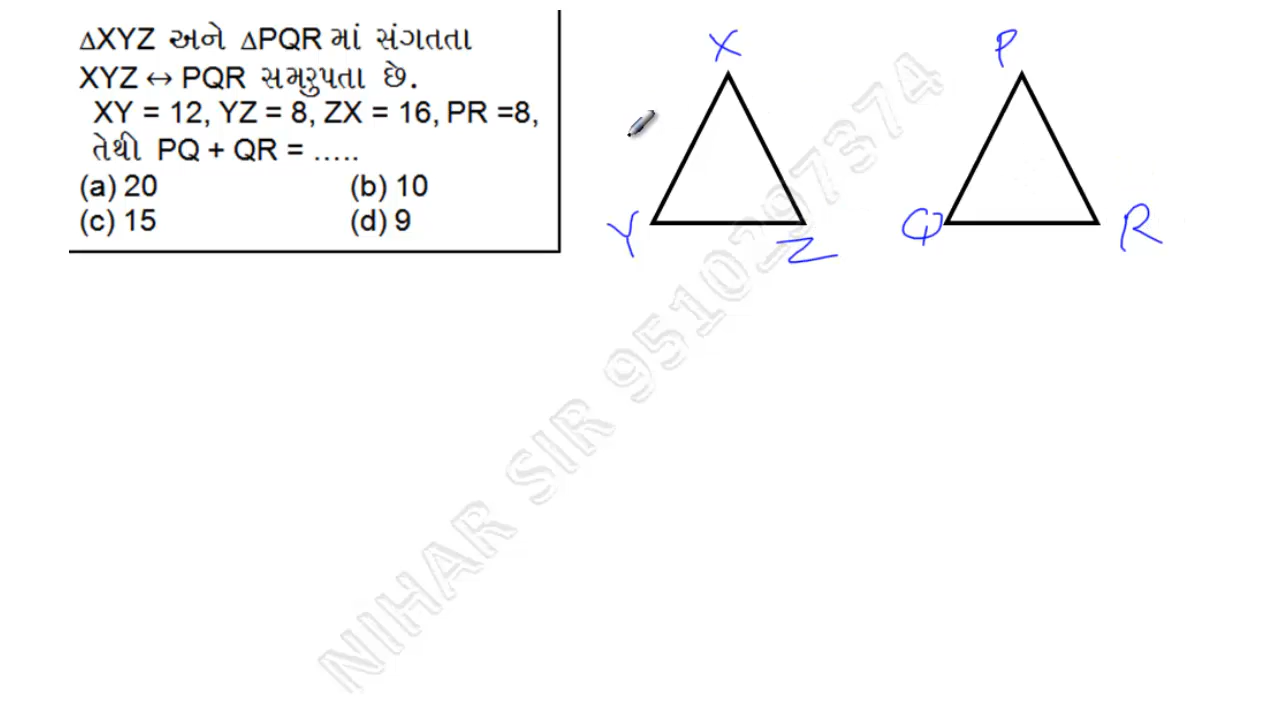 ΔXYZ અને ΔPQR માં સંગતતા
XYZ ↔ PQR સમરુપતા છે.
XY = 12, YZ = 8, ZX = 16, PR =8,
તેથી PQ + QR = .....
(a) 20 (b) 10
(c) 15 (d) 9
X
Y
Z
P
Q
R
NIHAR SIR 9510297374